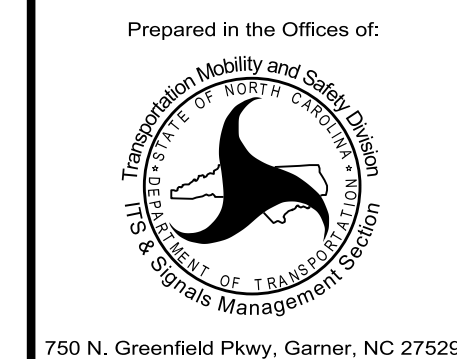 Prepared in the Offices of:
Transportation Mobility and Safety Division
STATE OF NORTH CAROLINA
DEPARTMENT OF TRANSPORTATION
ITS & Signals Management Section
750 N. Greenfield Pkwy, Garner, NC 27529